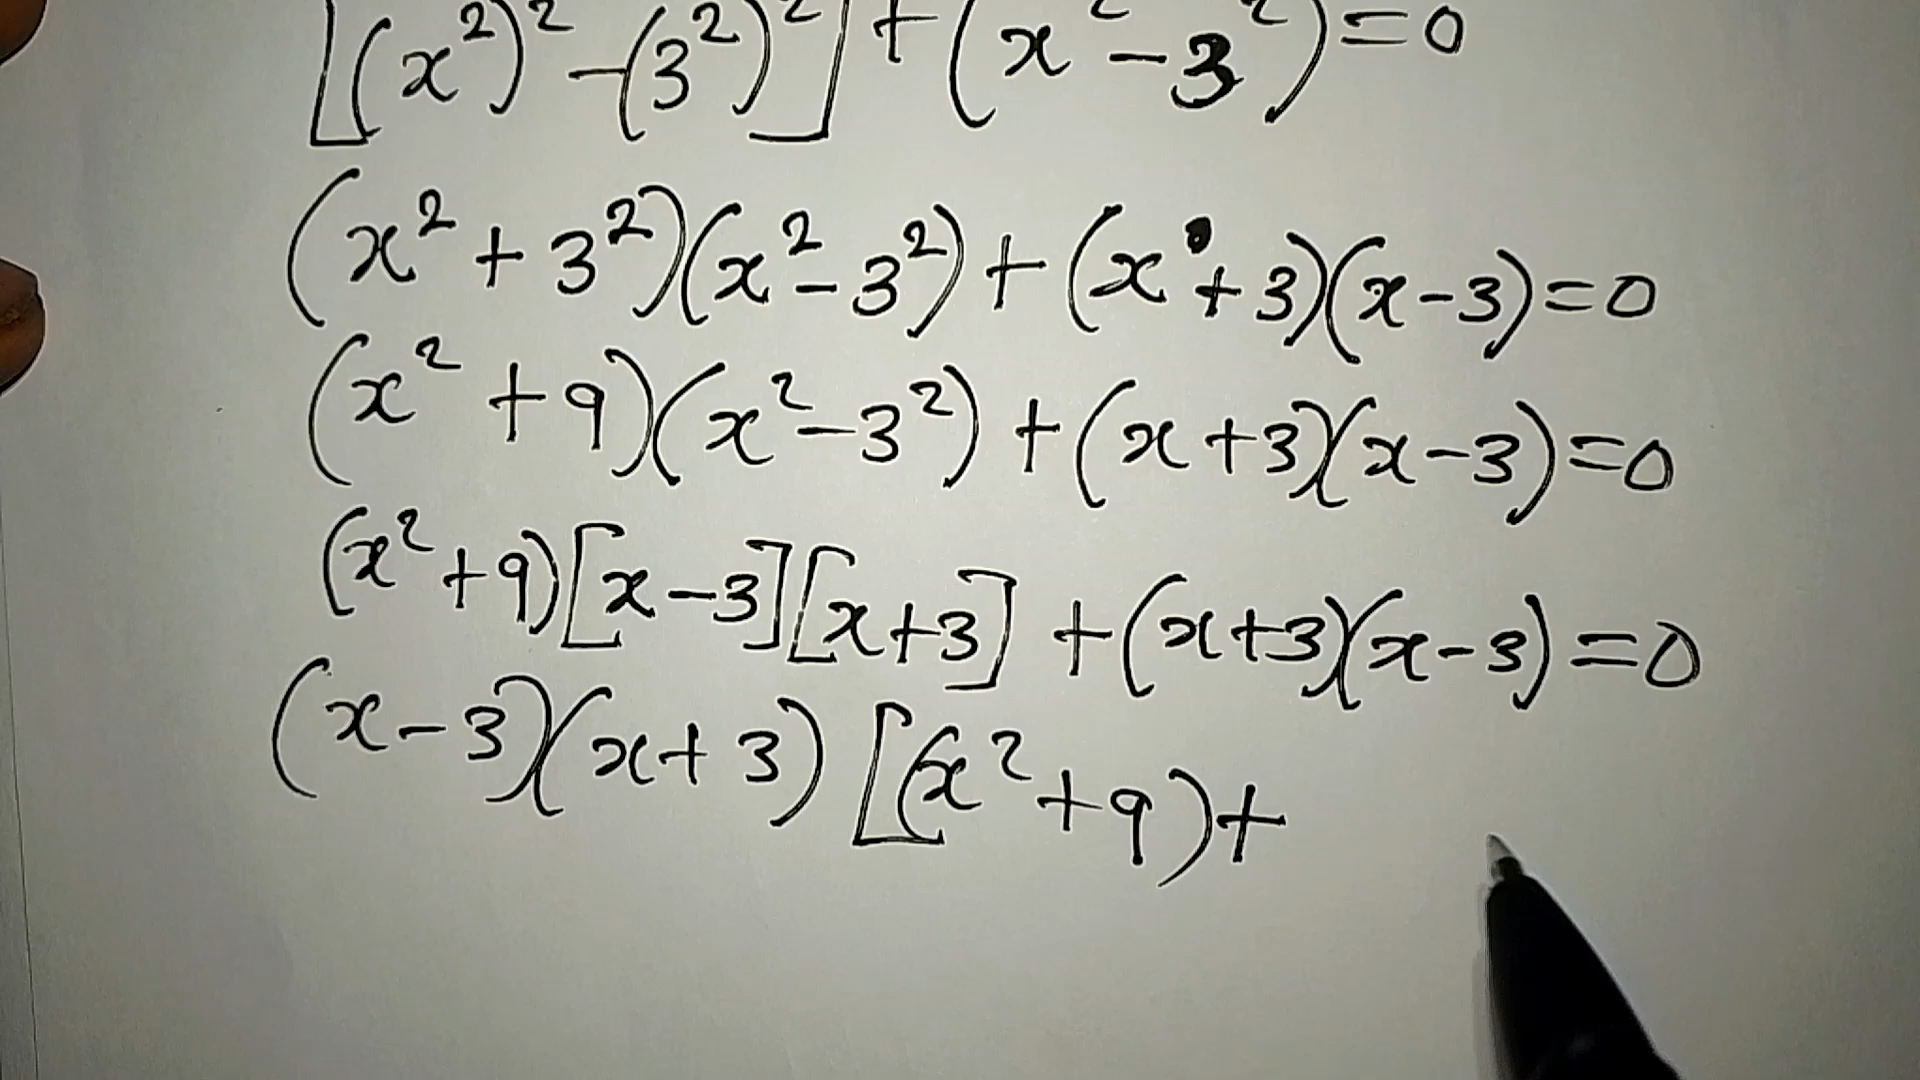 [(x²)² - (3²)²] + (x² - 3²) = 0
(x² + 3²)(x² - 3²) + (x + 3)(x - 3) = 0
(x² + 9)(x² - 3²) + (x + 3)(x - 3) = 0
(x² + 9)[x - 3][x + 3] + (x + 3)(x - 3) = 0
(x - 3)(x + 3)[(x² + 9) +